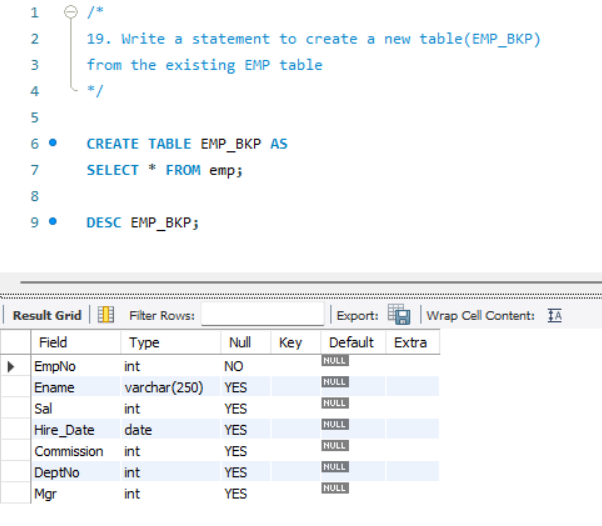 1 /*
2 19. Write a statement to create a new table(EMP_BKP)
3 from the existing EMP table
4 */
5
6 CREATE TABLE EMP_BKP AS
7 SELECT * FROM emp;
8
9 DESC EMP_BKP;
Result Grid Filter Rows: Export: Wrap Cell Content: IA
Field Type Null Key Default Extra
EmpNo int NO NULL
Ename varchar(250) YES NULL
Sal int YES NULL
Hire_Date date YES NULL
Commission int YES NULL
DeptNo int YES NULL
Mgr int YES NULL